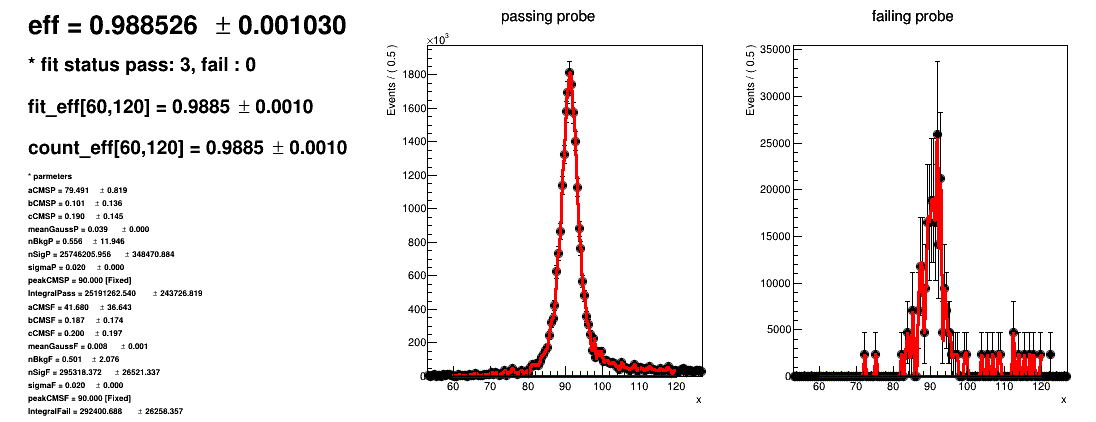 eff = 0.988526 ± 0.001030
* fit status pass: 3, fail : 0
fit_eff[60,120] = 0.9885 ± 0.0010
count_eff[60,120] = 0.9885 ± 0.0010
* parmeters
aCMSP = 79.491 ± 0.819
bCMSP = 0.101 ± 0.136
cCMSP = 0.190 ± 0.145
meanGaussP = 0.039 ± 0.000
nBkgP = 0.556 ± 11.946
nSigP = 25746205.956 ± 348470.884
sigmaP = 0.020 ± 0.000
peakCMSP = 90.000 [Fixed]
IntegralPass = 25191262.540 ± 243726.819
aCMSF = 41.680 ± 36.643
bCMSF = 0.187 ± 0.174
cCMSF = 0.200 ± 0.197
meanGaussF = 0.008 ± 0.001
nBkgF = 0.501 ± 2.076
nSigF = 295318.372 ± 26521.337
sigmaF = 0.020 ± 0.000
peakCMSF = 90.000 [Fixed]
IntegralFail = 292400.688 ± 26258.357
passing probe
×10³
Events / ( 0.5 )
1800
1600
1400
1200
1000
800
600
400
200
0
60 70 80 90 100 110 120
x
failing probe
Events / ( 0.5 )
35000
30000
25000
20000
15000
10000
5000
0
60 70 80 90 100 110 120
x